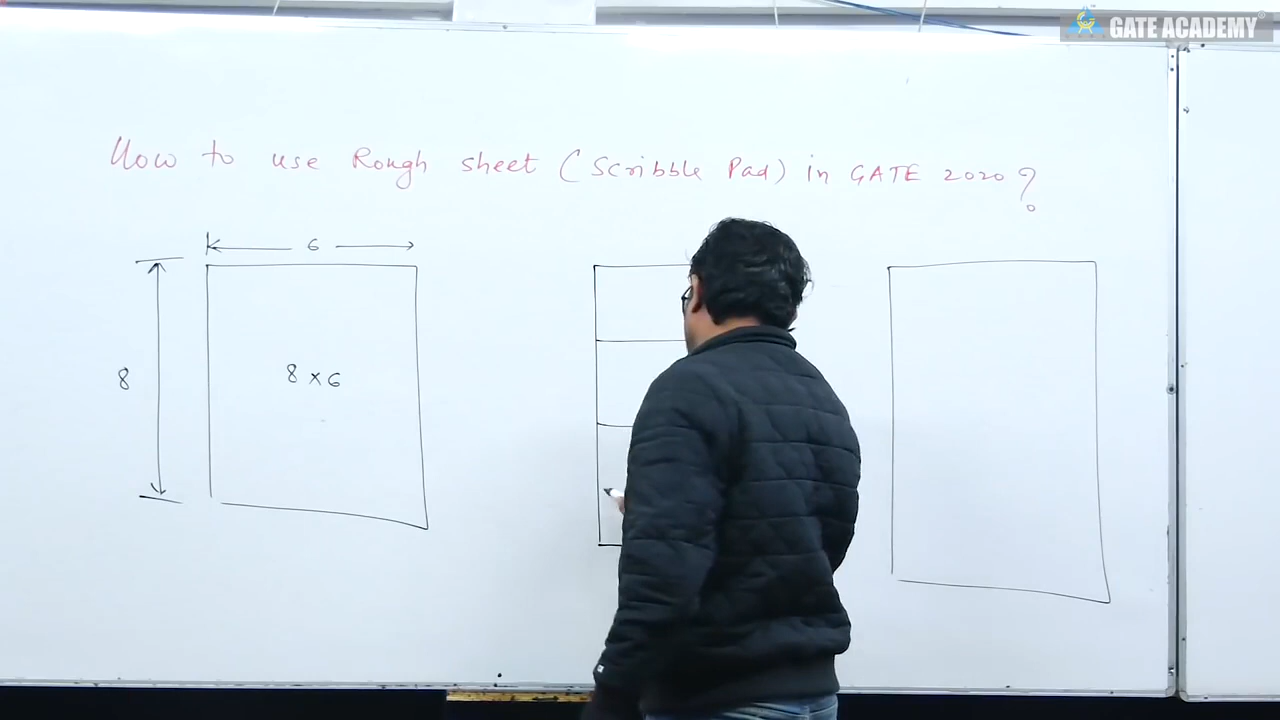 GATE ACADEMY
How to use Rough sheet (Scribble Pad) in GATE 2020?
6
8
8 × 6